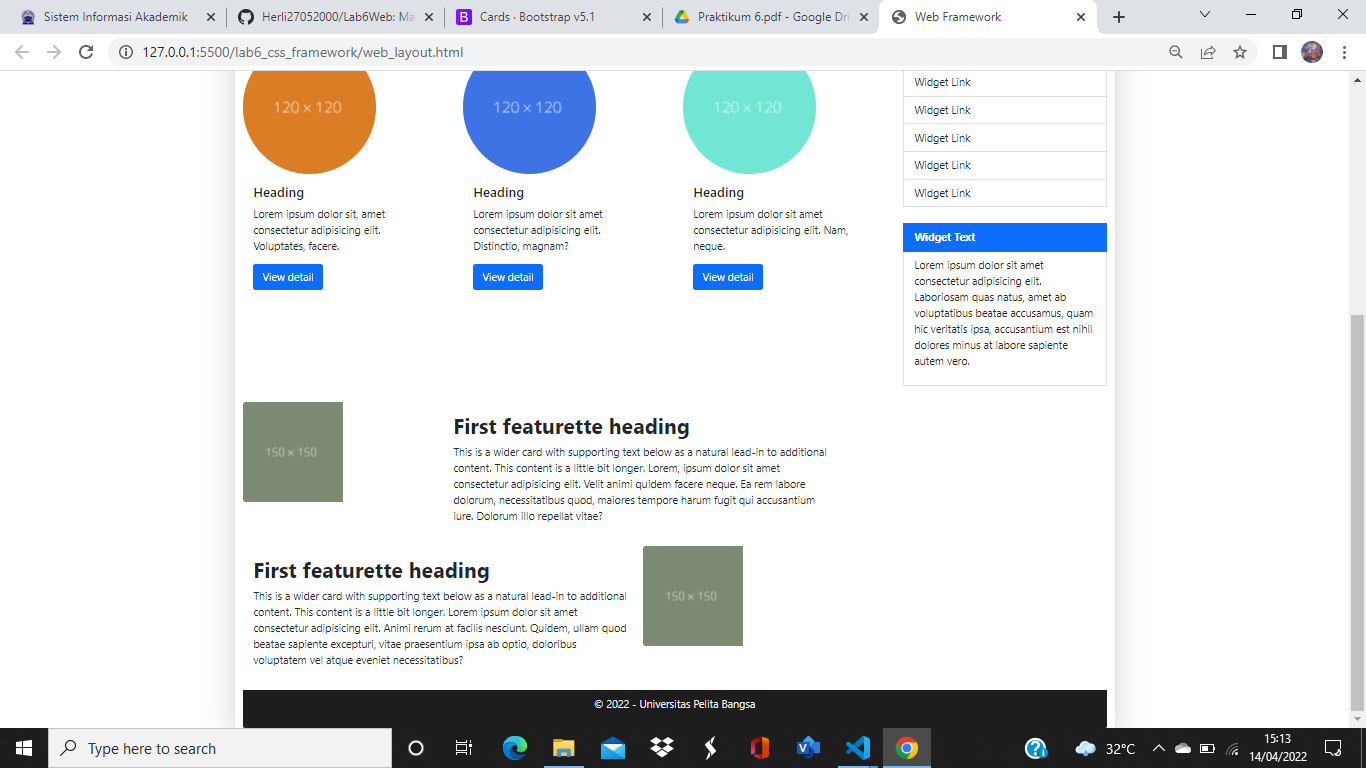 Sistem Informasi Akademik
Herli27052000/Lab6Web: Ma
Cards · Bootstrap v5.1
Praktikum 6.pdf - Google Dri
Web Framework
127.0.0.1:5500/lab6_css_framework/web_layout.html
120 × 120
120 × 120
120 × 120
Heading
Lorem ipsum dolor sit, amet
consectetur adipisicing elit.
Voluptates, facere.
View detail
Heading
Lorem ipsum dolor sit amet
consectetur adipisicing elit.
Distinctio, magnam?
View detail
Heading
Lorem ipsum dolor sit amet
consectetur adipisicing elit. Nam,
neque.
View detail
Widget Link
Widget Link
Widget Link
Widget Link
Widget Link
Widget Text
Lorem ipsum dolor sit amet
consectetur adipisicing elit.
Laboriosam quas natus, amet ab
voluptatibus beatae accusamus, quam
hic veritatis ipsa, accusantium est nihil
dolores minus at labore sapiente
autem vero.
150 × 150
First featurette heading
This is a wider card with supporting text below as a natural lead-in to additional
content. This content is a little bit longer. Lorem, ipsum dolor sit amet
consectetur adipisicing elit. Velit animi quidem facere neque. Ea rem labore
dolorum, necessitatibus quod, maiores tempore harum fugit qui accusantium
iure. Dolorum illo repellat vitae?
First featurette heading
This is a wider card with supporting text below as a natural lead-in to additional
content. This content is a little bit longer. Lorem ipsum dolor sit amet
consectetur adipisicing elit. Animi rerum at facilis nesciunt. Quidem, ullam quod
beatae sapiente excepturi, vitae praesentium ipsa ab optio, doloribus
voluptatem vel atque eveniet necessitatibus?
150 × 150
© 2022 - Universitas Pelita Bangsa
Type here to search
32°C
15:13
14/04/2022